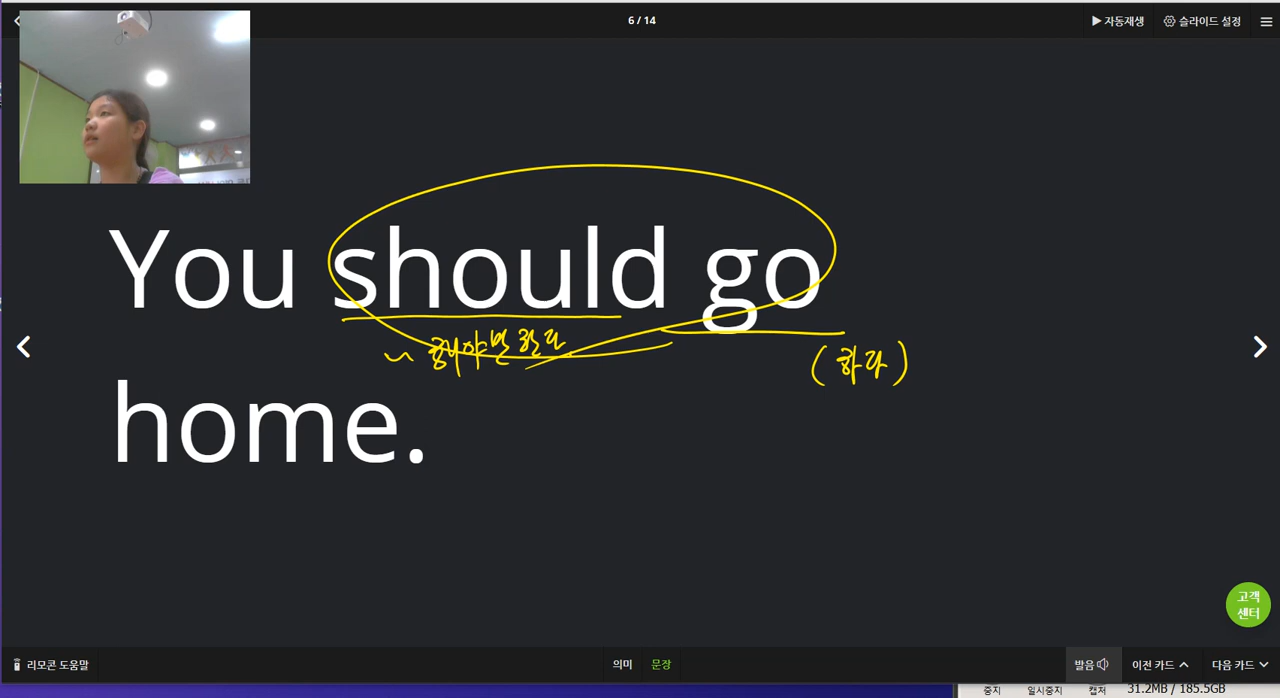 6 / 14
▶ 자동재생
슬라이드 설정
You should go
~ 해야만 한다
(하라)
home.
고객
센터
리모콘 도움말
의미
문장
발음
이전 카드
다음 카드
중지
일시중지
캡처
31.2MB / 185.5GB